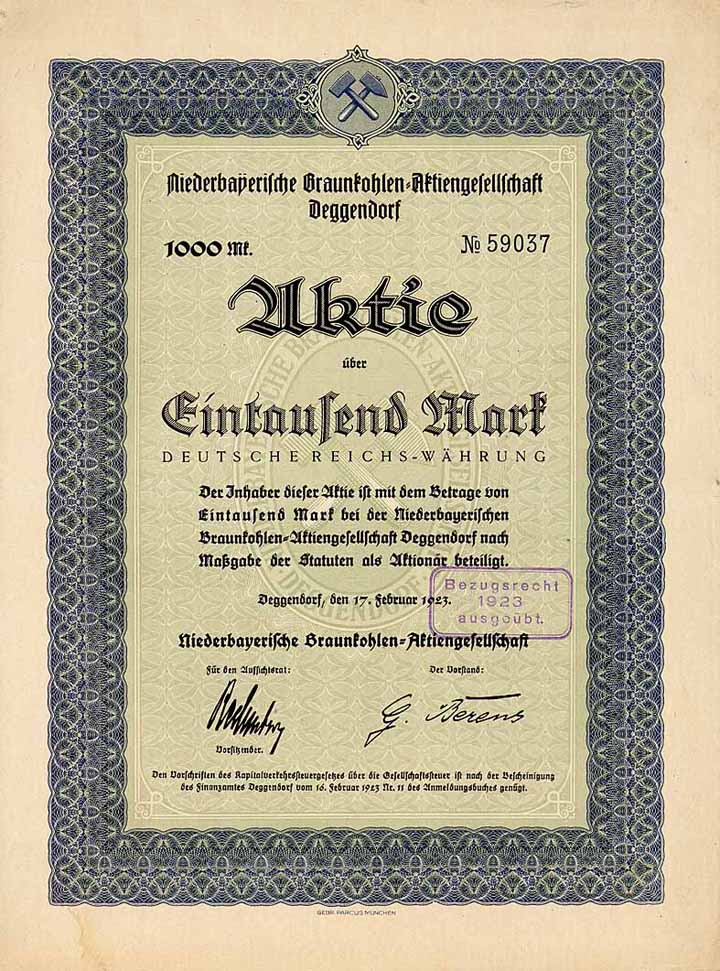 Niederbayerische Braunkohlen-Aktiengesellschaft
Deggendorf
1000 Mk.
№ 59037
Aktie
über
Eintausend Mark
DEUTSCHE REICHS-WÄHRUNG
Der Inhaber dieser Aktie ist mit dem Betrage von
Eintausend Mark bei der Niederbayerischen
Braunkohlen-Aktiengesellschaft Deggendorf nach
Maßgabe der Statuten als Aktionär beteiligt.
Deggendorf, den 17. Februar 1923.
Bezugsrecht
1923
ausgeübt.
Niederbayerische Braunkohlen-Aktiengesellschaft
Für den Aufsichtsrat:
Der Vorstand:
G. Berens
Vorsitzender.
Den Vorschriften des Kapitalverkehrssteuergesetzes über die Gesellschaftssteuer ist nach der Bescheinigung
des Finanzamtes Deggendorf vom 16. Februar 1923 Nr. 11 des Anmeldungsbuches genügt.
GEBR. PARCUS MÜNCHEN